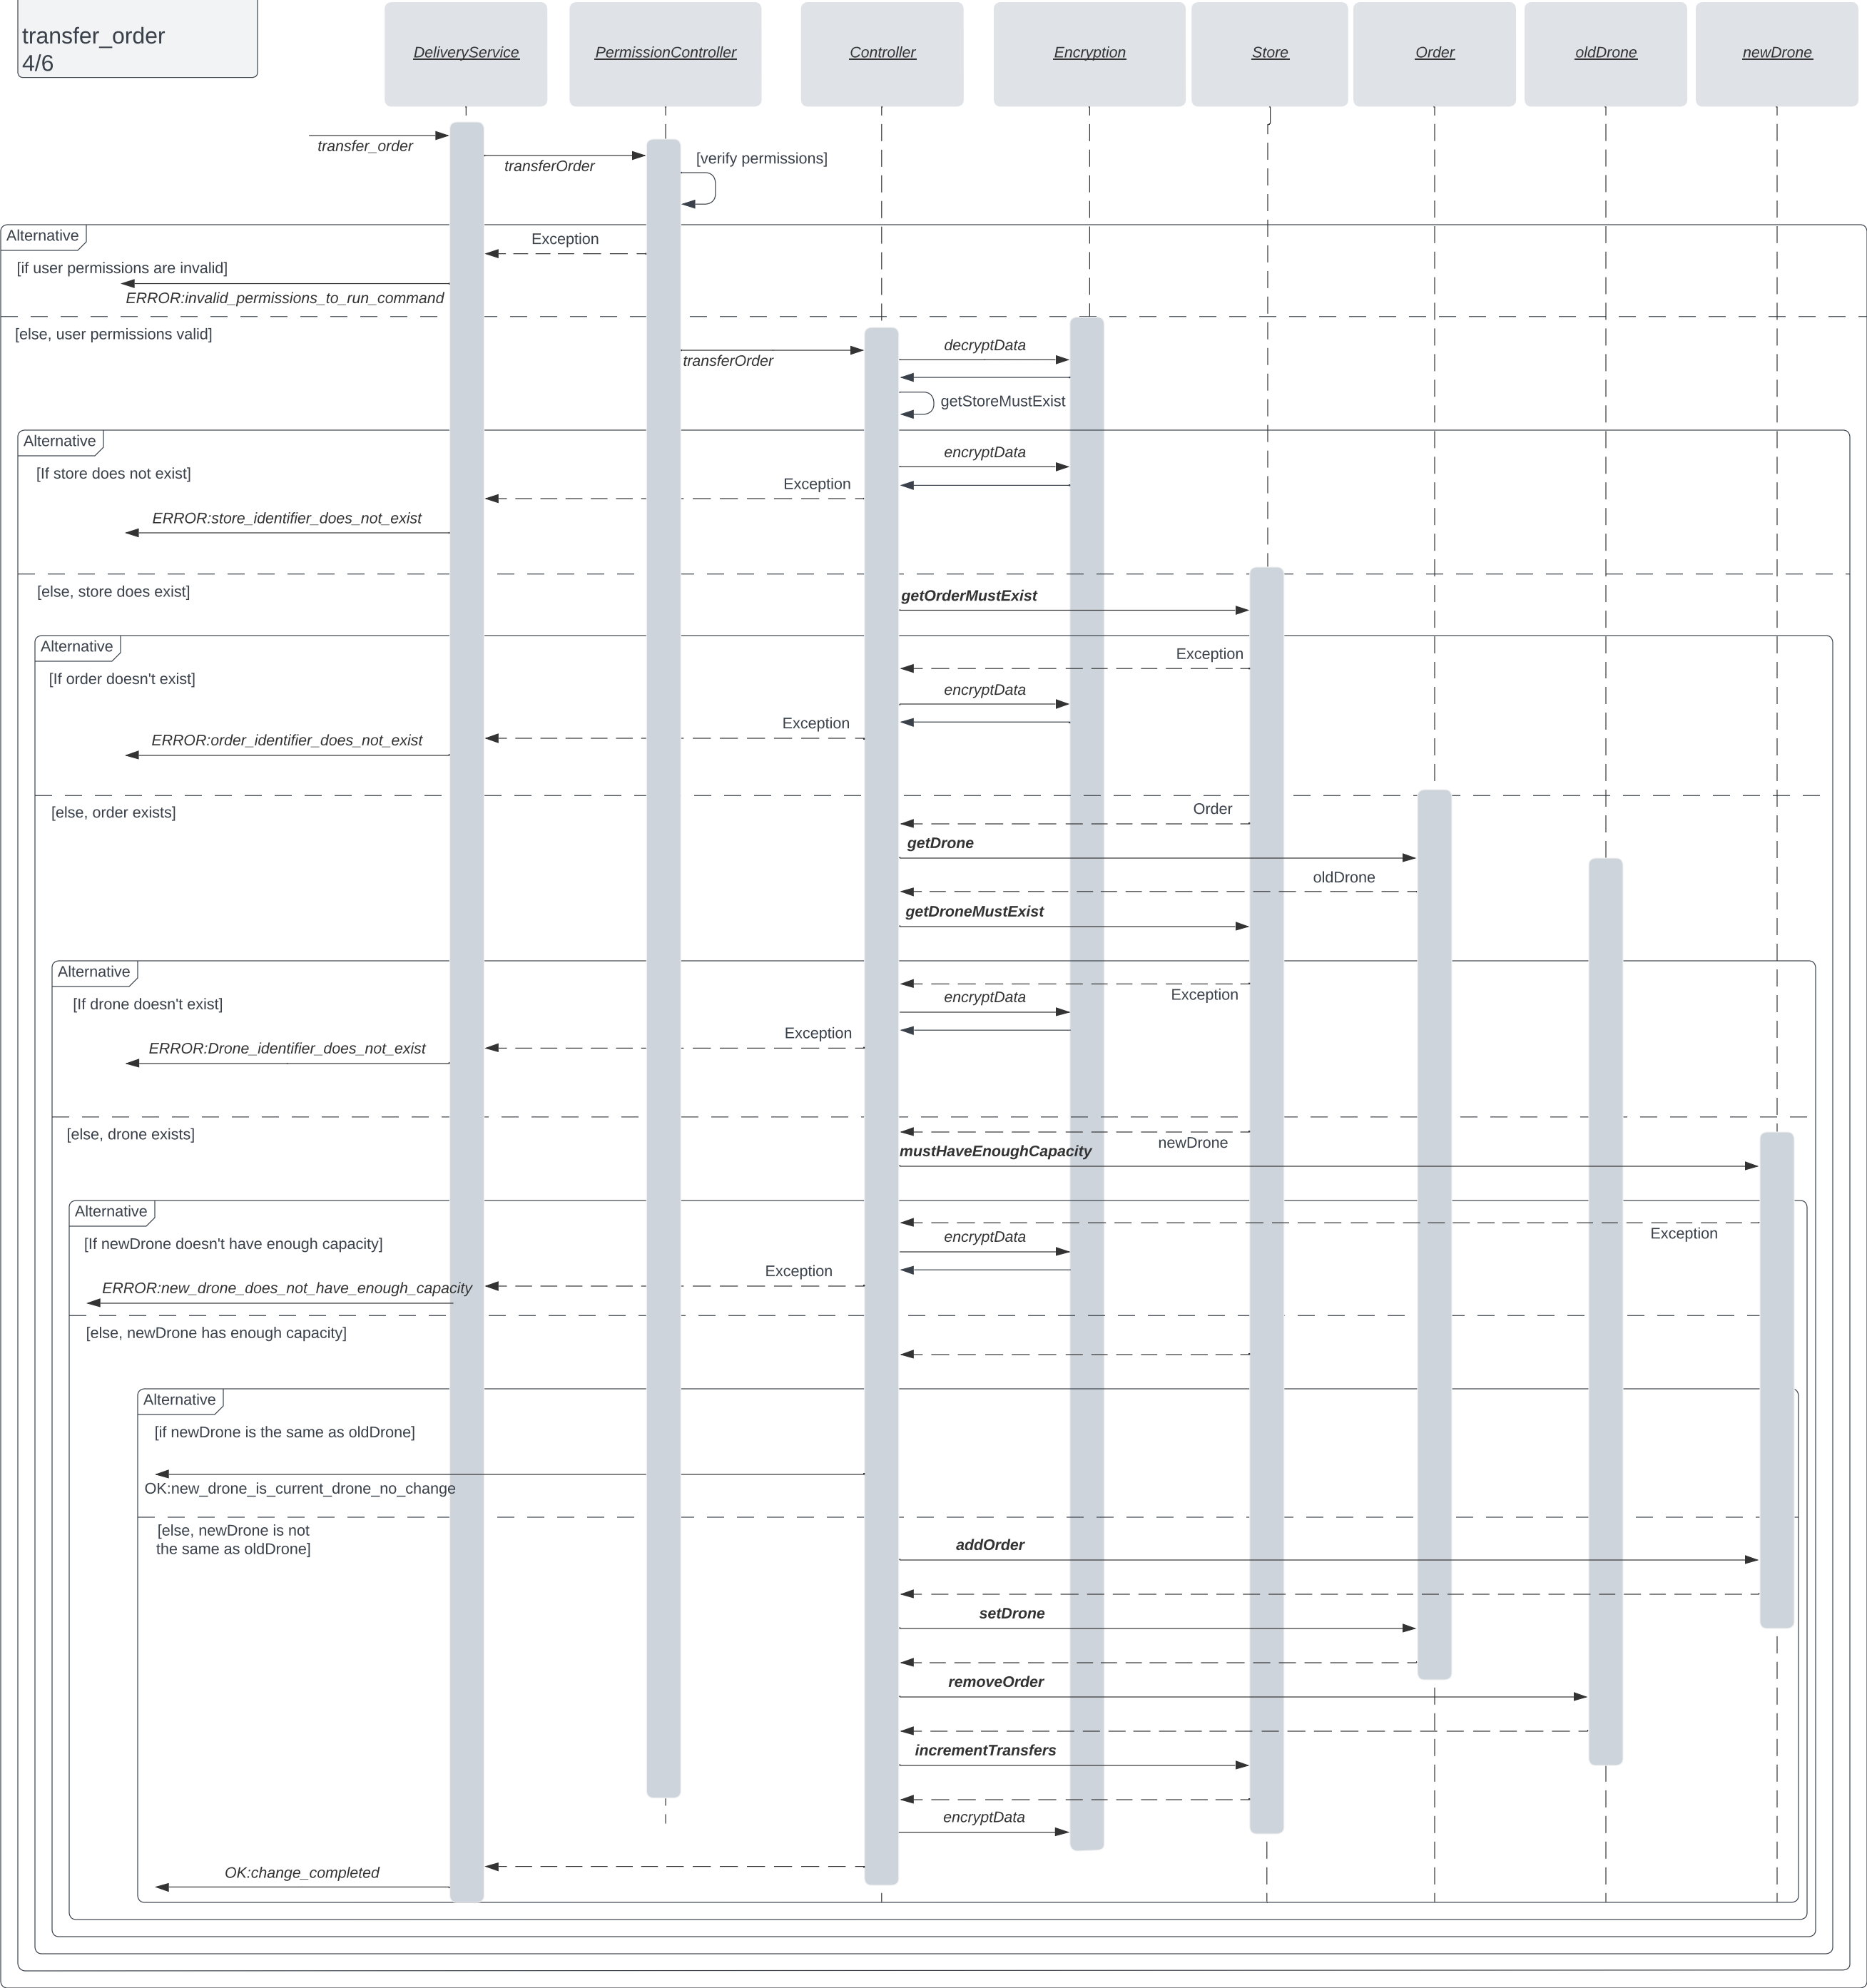 transfer_order
4/6
DeliveryService
PermissionController
Controller
Encryption
Store
Order
oldDrone
newDrone
transfer_order
transferOrder
[verify permissions]
Alternative
Exception
[if user permissions are invalid]
ERROR:invalid_permissions_to_run_command
[else, user permissions valid]
transferOrder
decryptData
getStoreMustExist
Alternative
[If store does not exist]
encryptData
Exception
ERROR:store_identifier_does_not_exist
[else, store does exist]
getOrderMustExist
Alternative
Exception
[If order doesn't exist]
encryptData
Exception
ERROR:order_identifier_does_not_exist
[else, order exists]
Order
getDrone
oldDrone
getDroneMustExist
Alternative
[If drone doesn't exist]
encryptData
Exception
Exception
ERROR:Drone_identifier_does_not_exist
[else, drone exists]
newDrone
mustHaveEnoughCapacity
Alternative
Exception
[If newDrone doesn't have enough capacity]
encryptData
Exception
ERROR:new_drone_does_not_have_enough_capacity
[else, newDrone has enough capacity]
Alternative
[if newDrone is the same as oldDrone]
OK:new_drone_is_current_drone_no_change
[else, newDrone is not
the same as oldDrone]
addOrder
setDrone
removeOrder
incrementTransfers
encryptData
OK:change_completed